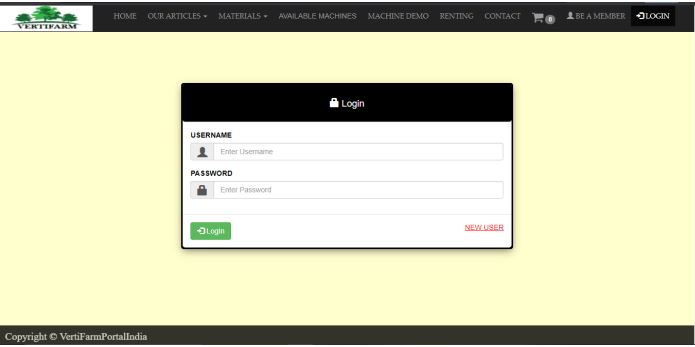 VERTIFARM
HOME OUR ARTICLES MATERIALS AVAILABLE MACHINES MACHINE DEMO RENTING CONTACT 0 BE A MEMBER LOGIN
Login
USERNAME
Enter Username
PASSWORD
Enter Password
Login
NEW USER
Copyright © VertiFarmPortalIndia